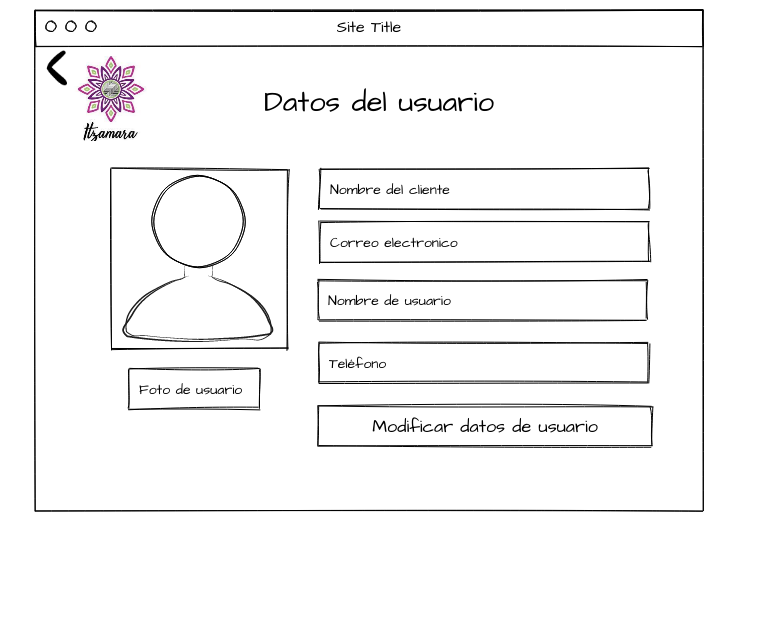 Site Title
Itzamara
Datos del usuario
Nombre del cliente
Correo electronico
Nombre de usuario
Teléfono
Foto de usuario
Modificar datos de usuario